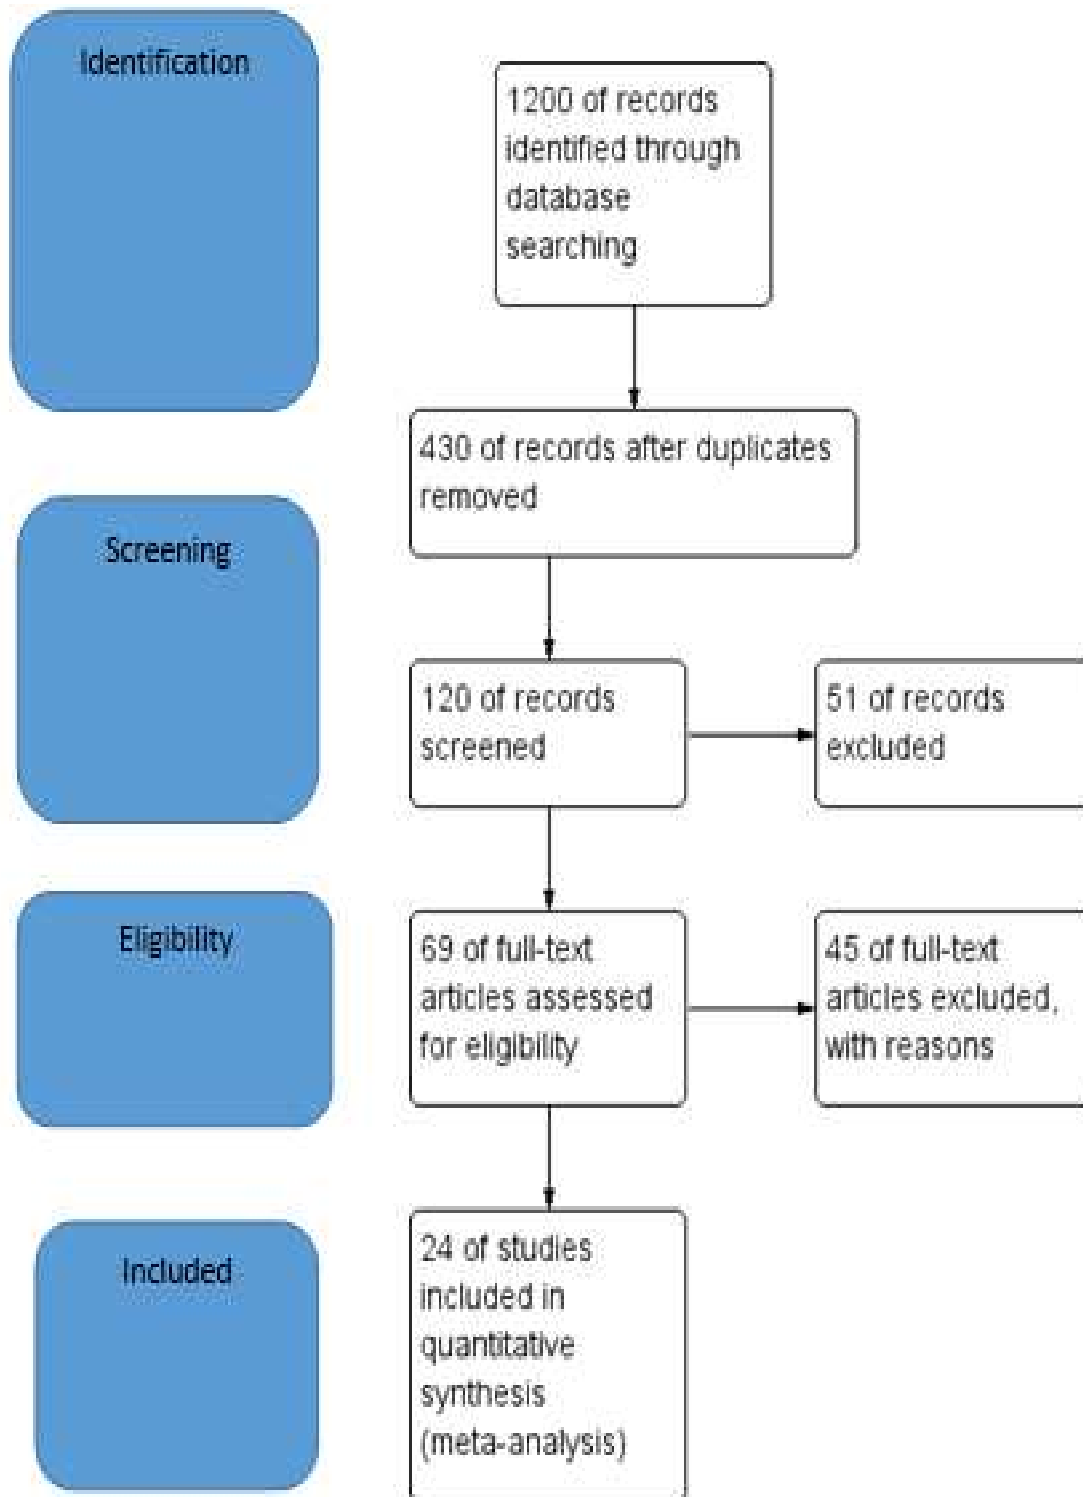 Identification
1200 of records
identified through
database
searching
430 of records after duplicates
removed
Screening
120 of records
screened
51 of records
excluded
Eligibility
69 of full-text
articles assessed
for eligibility
45 of full-text
articles excluded,
with reasons
Included
24 of studies
included in
quantitative
synthesis
(meta-analysis)